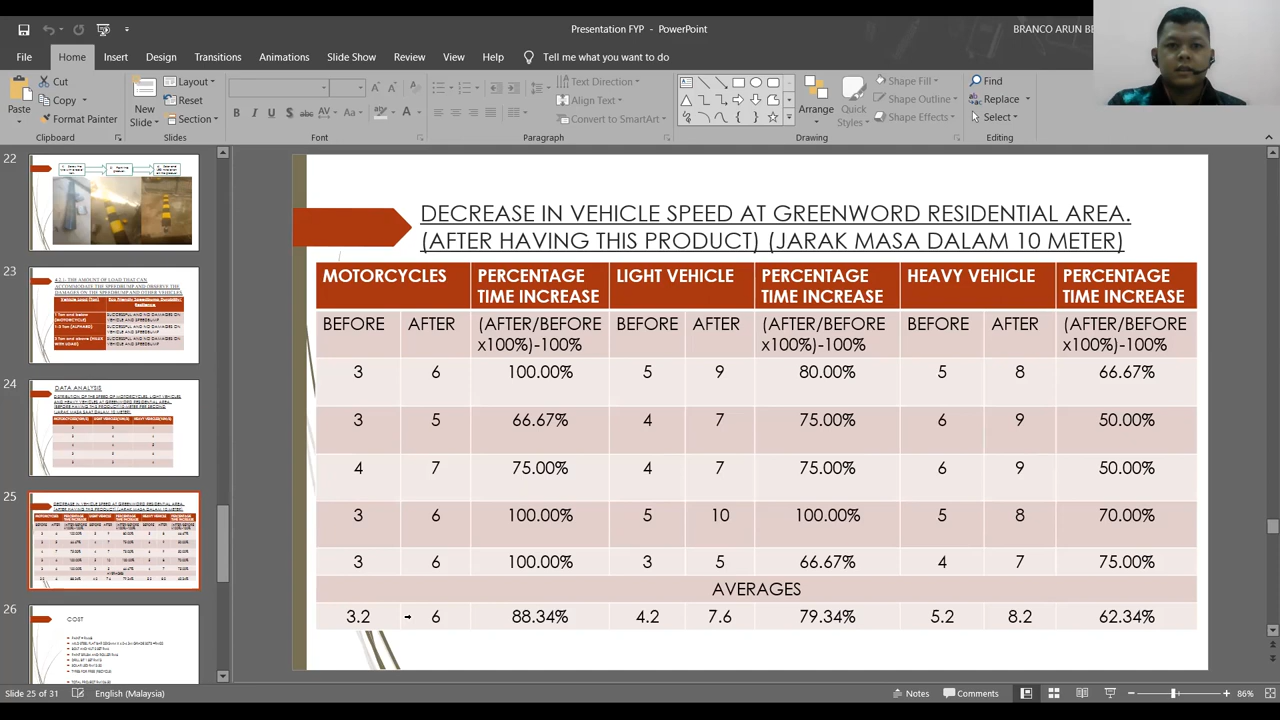 Presentation FYP - PowerPoint
BRANCO ARUN BE
File Home Insert Design Transitions Animations Slide Show Review View Help Tell me what you want to do
Paste
Cut
Copy
Format Painter
Clipboard
New
Slide
Layout
Reset
Section
Slides
B I U S abc AV Aa A
Font
Text Direction
Align Text
Convert to SmartArt
Paragraph
Arrange
Quick
Styles
Shape Fill
Shape Outline
Shape Effects
Drawing
Find
Replace
Select
Editing
22
23
24
DATA ANALYSIS
25
26
COST
DECREASE IN VEHICLE SPEED AT GREENWORD RESIDENTIAL AREA.
(AFTER HAVING THIS PRODUCT) (JARAK MASA DALAM 10 METER)
MOTORCYCLES PERCENTAGE TIME INCREASE LIGHT VEHICLE PERCENTAGE TIME INCREASE HEAVY VEHICLE PERCENTAGE TIME INCREASE
BEFORE AFTER (AFTER/BEFORE x100%)-100% BEFORE AFTER (AFTER/BEFORE x100%)-100% BEFORE AFTER (AFTER/BEFORE x100%)-100%
3 6 100.00% 5 9 80.00% 5 8 66.67%
3 5 66.67% 4 7 75.00% 6 9 50.00%
4 7 75.00% 4 7 75.00% 6 9 50.00%
3 6 100.00% 5 10 100.00% 5 8 70.00%
3 6 100.00% 3 5 66.67% 4 7 75.00%
AVERAGES
3.2 6 88.34% 4.2 7.6 79.34% 5.2 8.2 62.34%
Slide 25 of 31 English (Malaysia) Notes Comments 86%